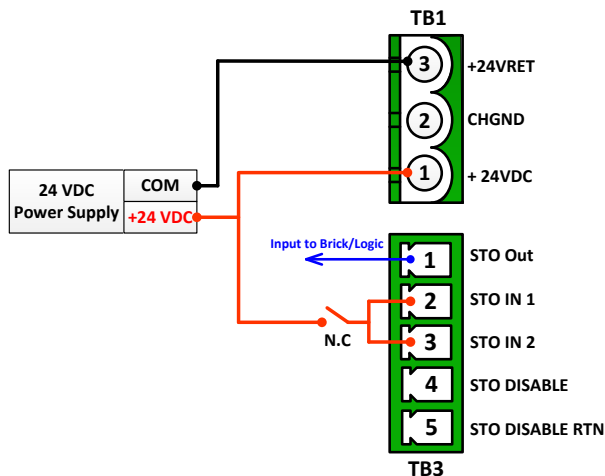 TB1
3
+24VRET
2
CHGND
1
+ 24VDC
24 VDC
Power Supply
COM
+24 VDC
Input to Brick/Logic
1
STO Out
2
STO IN 1
N.C
3
STO IN 2
4
STO DISABLE
5
STO DISABLE RTN
TB3